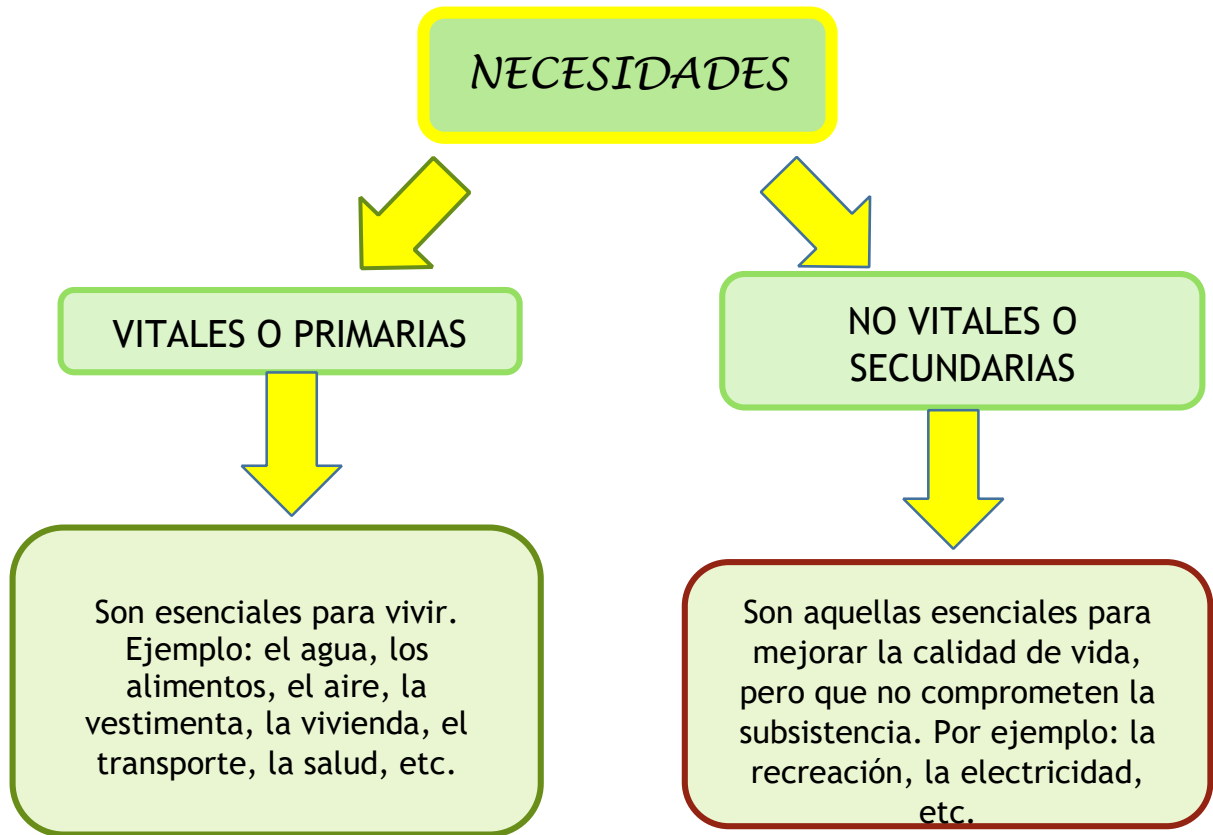 NECESIDADES
VITALES O PRIMARIAS
NO VITALES O
SECUNDARIAS
Son esenciales para vivir.
Ejemplo: el agua, los
alimentos, el aire, la
vestimenta, la vivienda, el
transporte, la salud, etc.
Son aquellas esenciales para
mejorar la calidad de vida,
pero que no comprometen la
subsistencia. Por ejemplo: la
recreación, la electricidad,
etc.